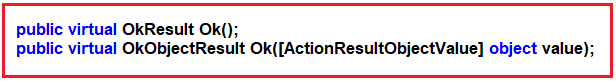 public virtual OkResult Ok();
public virtual OkObjectResult Ok([ActionResultObjectValue] object value);